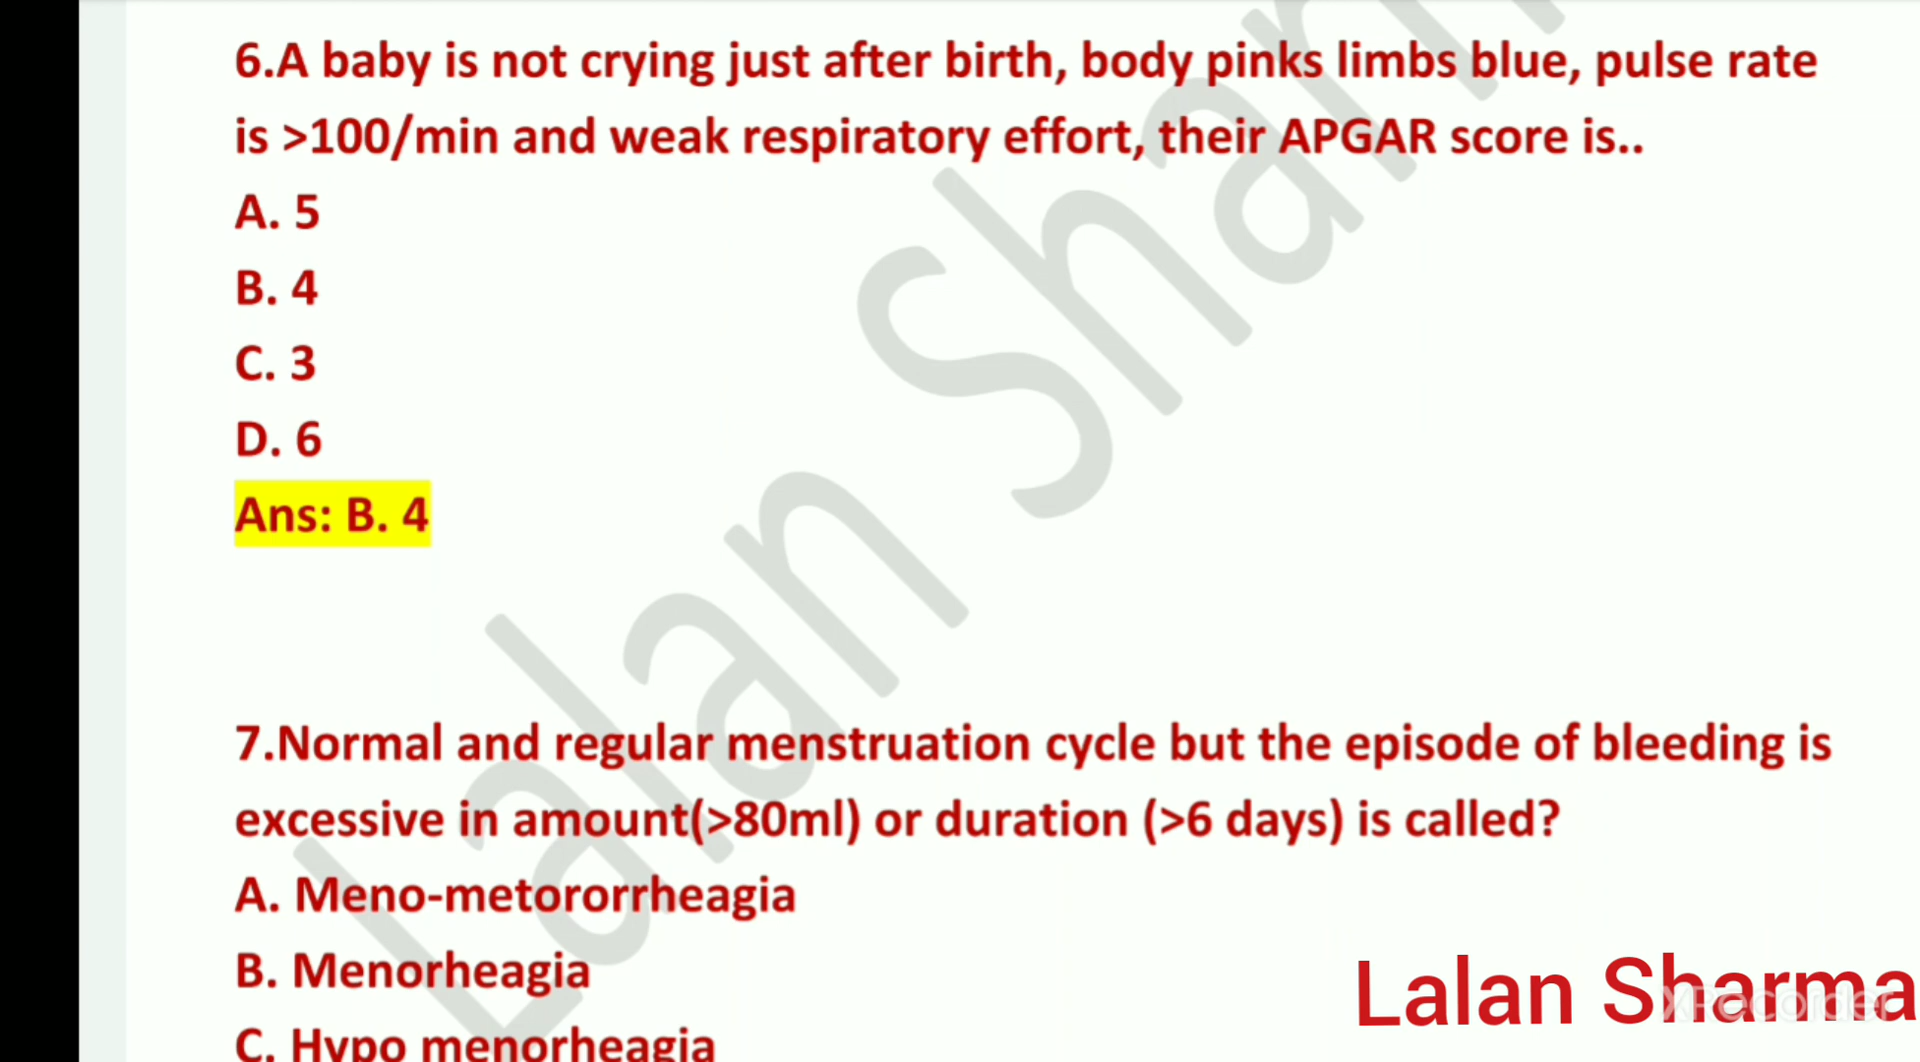 6.A baby is not crying just after birth, body pinks limbs blue, pulse rate
is >100/min and weak respiratory effort, their APGAR score is..
A. 5
B. 4
C. 3
D. 6
Ans: B. 4
7.Normal and regular menstruation cycle but the episode of bleeding is
excessive in amount(>80ml) or duration (>6 days) is called?
A. Meno-metororrheagia
B. Menorheagia
C. Hypo menorheagia
Lalan Sharma
XRecorder
Lalan Sharm